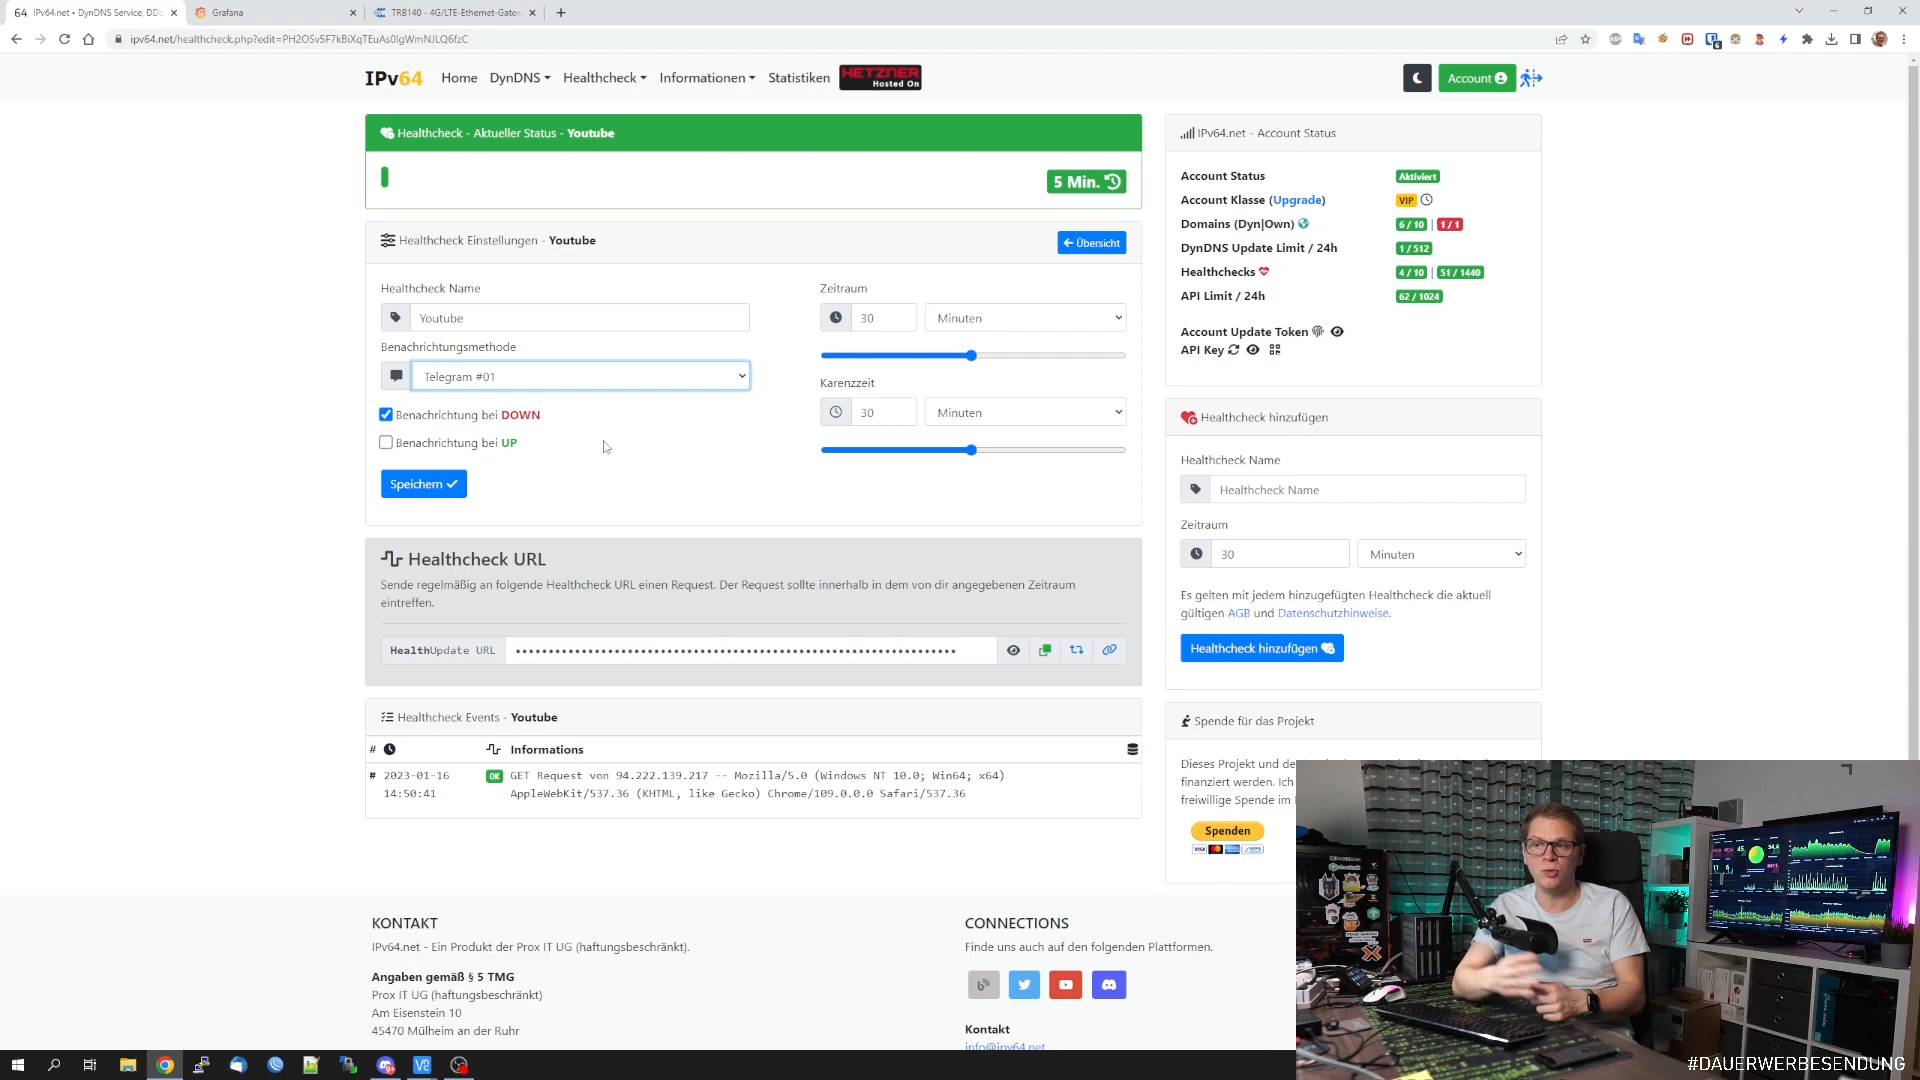 64 IPv64.net • DynDNS Service, DDo
Grafana
TRB140 - 4G/LTE-Ethernet-Gatew
ipv64.net/healthcheck.php?edit=PH2OSv5F7kBiXqTEuAs0IgWmNJLQ6fzC
IPv64
Home
DynDNS
Healthcheck
Informationen
Statistiken
HETZNER
Hosted On
Account
Healthcheck - Aktueller Status - Youtube
5 Min.
Healthcheck Einstellungen - Youtube
Übersicht
Healthcheck Name
Youtube
Benachrichtungsmethode
Telegram #01
Benachrichtung bei DOWN
Benachrichtung bei UP
Speichern
Zeitraum
30
Minuten
Karenzzeit
30
Minuten
Healthcheck URL
Sende regelmäßig an folgende Healthcheck URL einen Request. Der Request sollte innerhalb in dem von dir angegebenen Zeitraum
eintreffen.
HealthUpdate URL
Healthcheck Events - Youtube
# Informations
# 2023-01-16 OK GET Request von 94.222.139.217 -- Mozilla/5.0 (Windows NT 10.0; Win64; x64)
14:50:41 AppleWebKit/537.36 (KHTML, like Gecko) Chrome/109.0.0.0 Safari/537.36
IPv64.net - Account Status
Account Status Aktiviert
Account Klasse (Upgrade) VIP
Domains (Dyn|Own) 6 / 10 | 1 / 1
DynDNS Update Limit / 24h 1 / 512
Healthchecks 4 / 10 | 51 / 1440
API Limit / 24h 62 / 1024
Account Update Token
API Key
Healthcheck hinzufügen
Healthcheck Name
Healthcheck Name
Zeitraum
30
Minuten
Es gelten mit jedem hinzugefügten Healthcheck die aktuell
gültigen AGB und Datenschutzhinweise.
Healthcheck hinzufügen
Spende für das Projekt
Dieses Projekt und de
finanziert werden. Ich
freiwillige Spende im
Spenden
VISA
KONTAKT
IPv64.net - Ein Produkt der Prox IT UG (haftungsbeschränkt).
Angaben gemäß § 5 TMG
Prox IT UG (haftungsbeschränkt)
Am Eisenstein 10
45470 Mülheim an der Ruhr
CONNECTIONS
Finde uns auch auf den folgenden Plattformen.
Kontakt
info@ipv64.net
#DAUERWERBESENDUNG